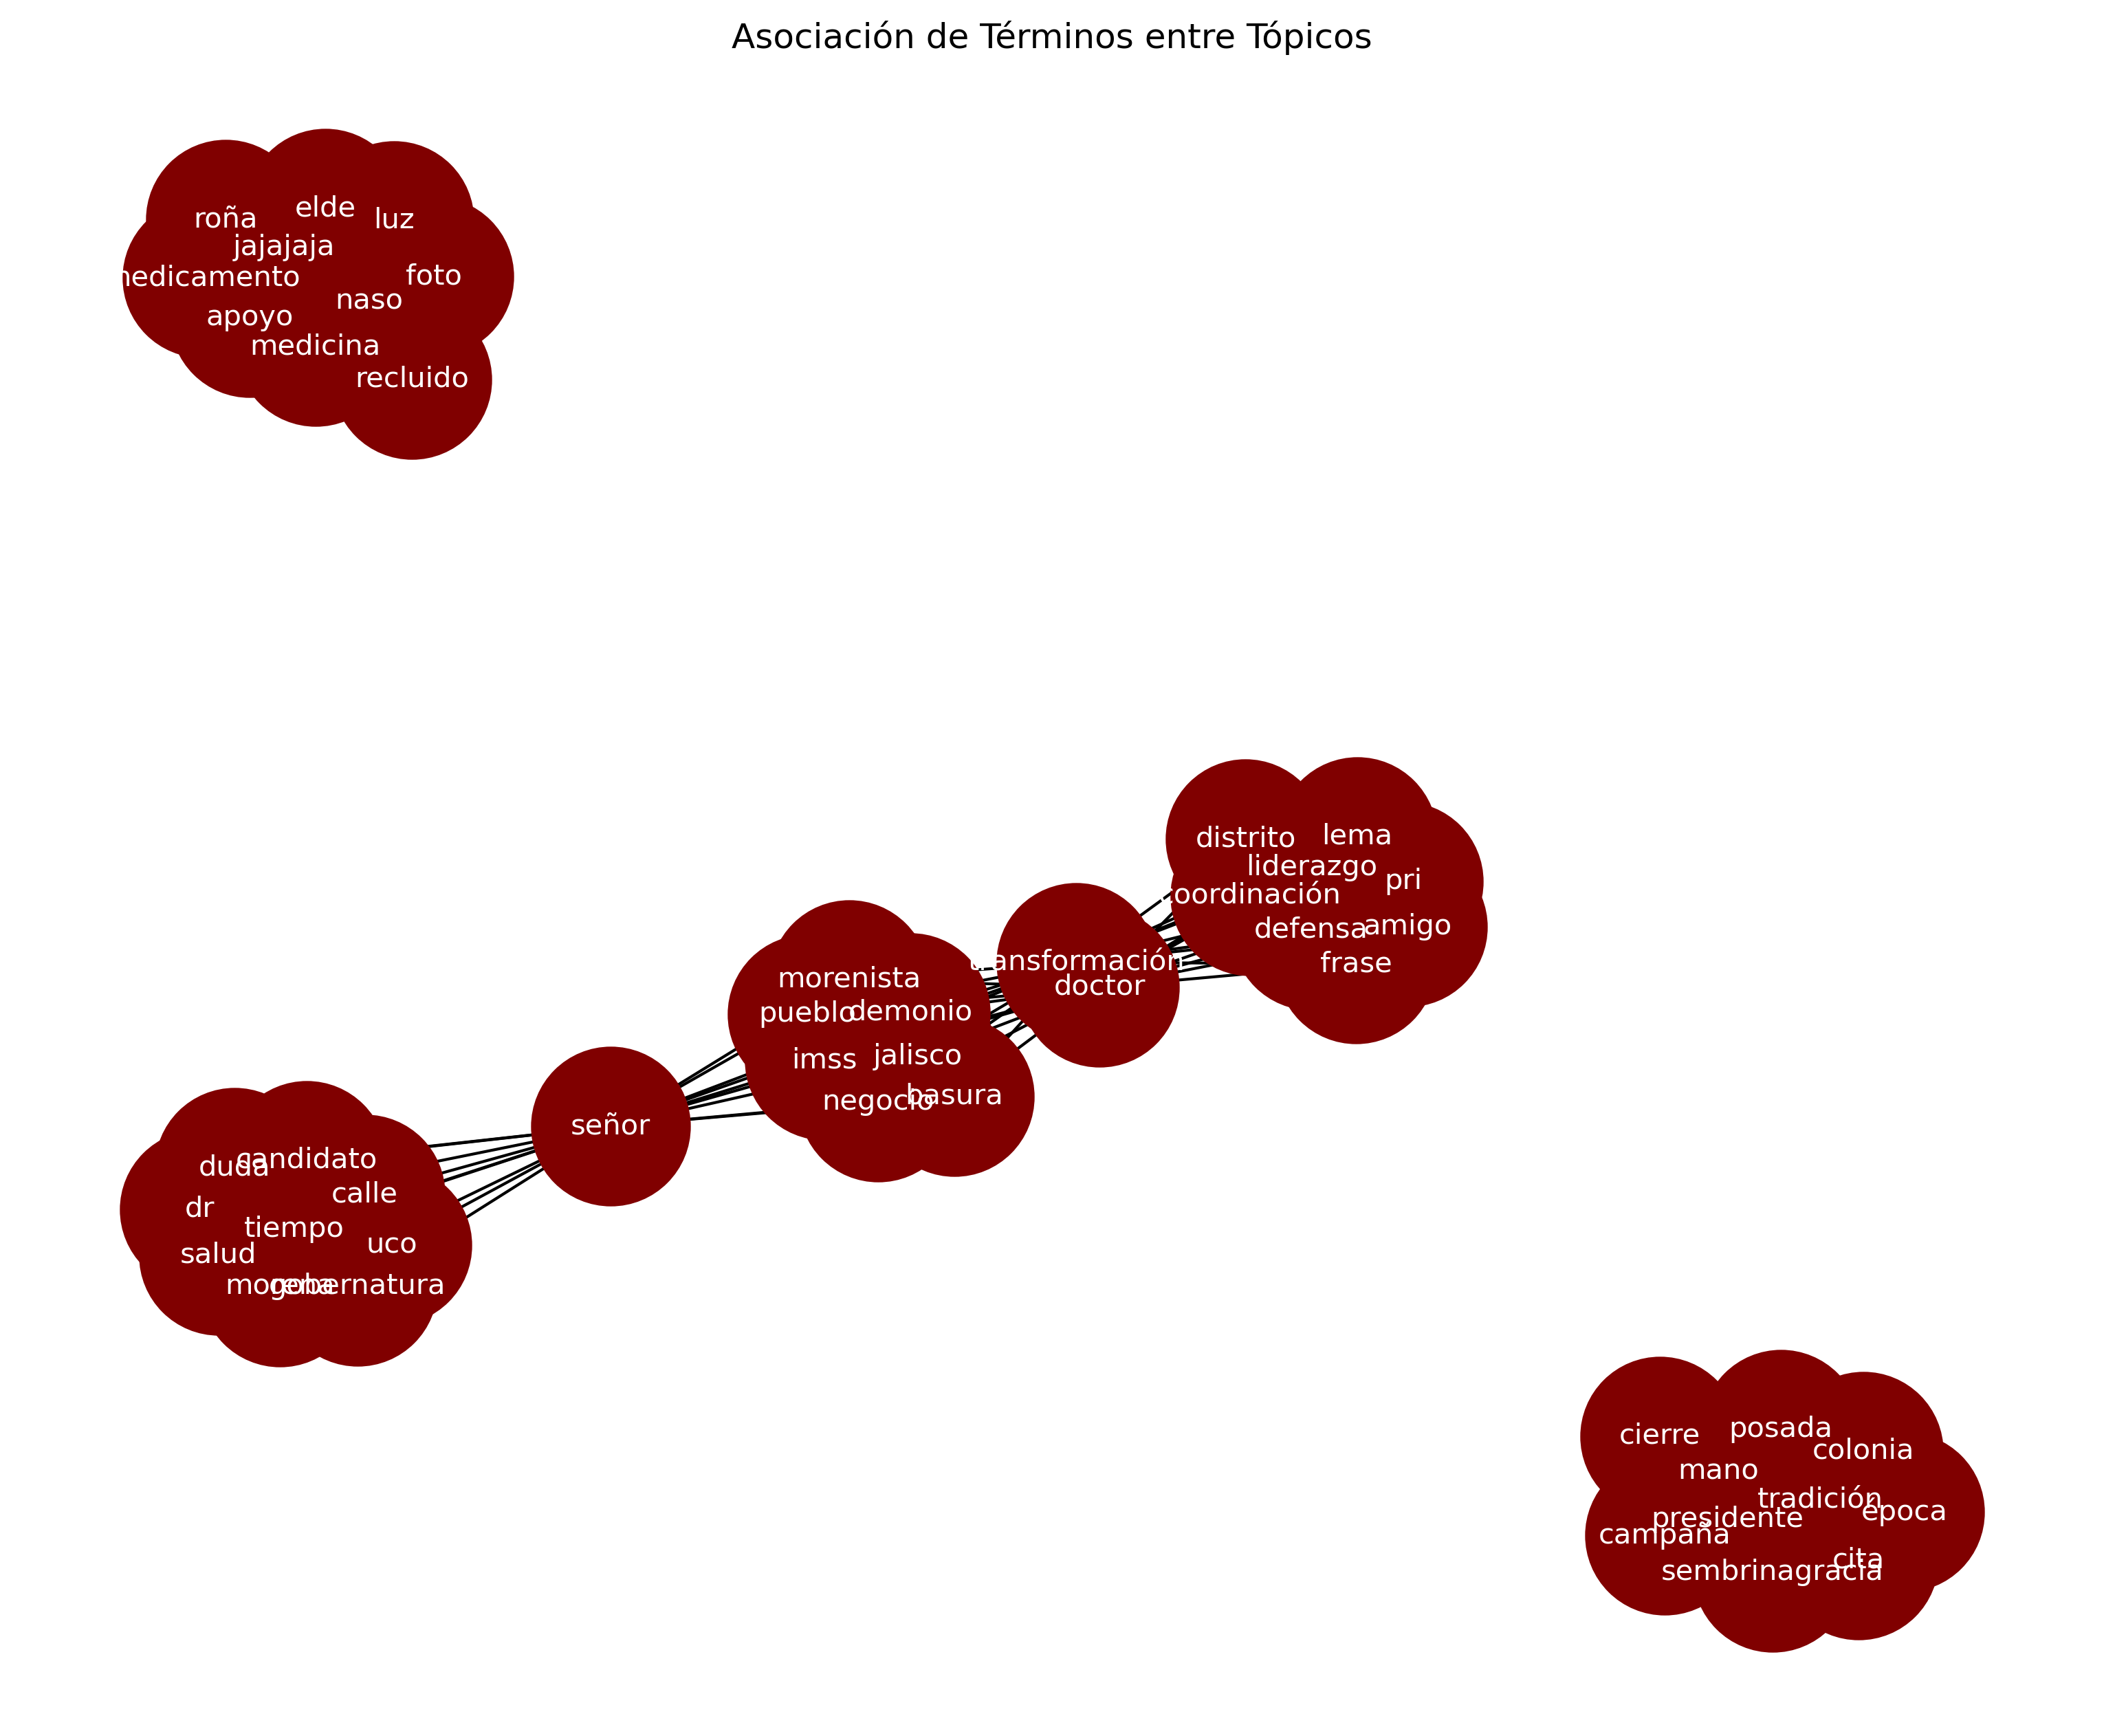 Asociación de Términos entre Tópicos
roña
elde
luz
jajajaja
medicamento
foto
naso
apoyo
medicina
recluido
distrito
lema
liderazgo
pri
coordinación
defensa
amigo
frase
transformación
doctor
morenista
pueblo
demonio
imss
jalisco
negocio
basura
señor
duda
candidato
calle
dr
tiempo
uco
salud
morena
gobernatura
cierre
posada
colonia
mano
tradición
época
presidente
campaña
cita
sembrinagracia